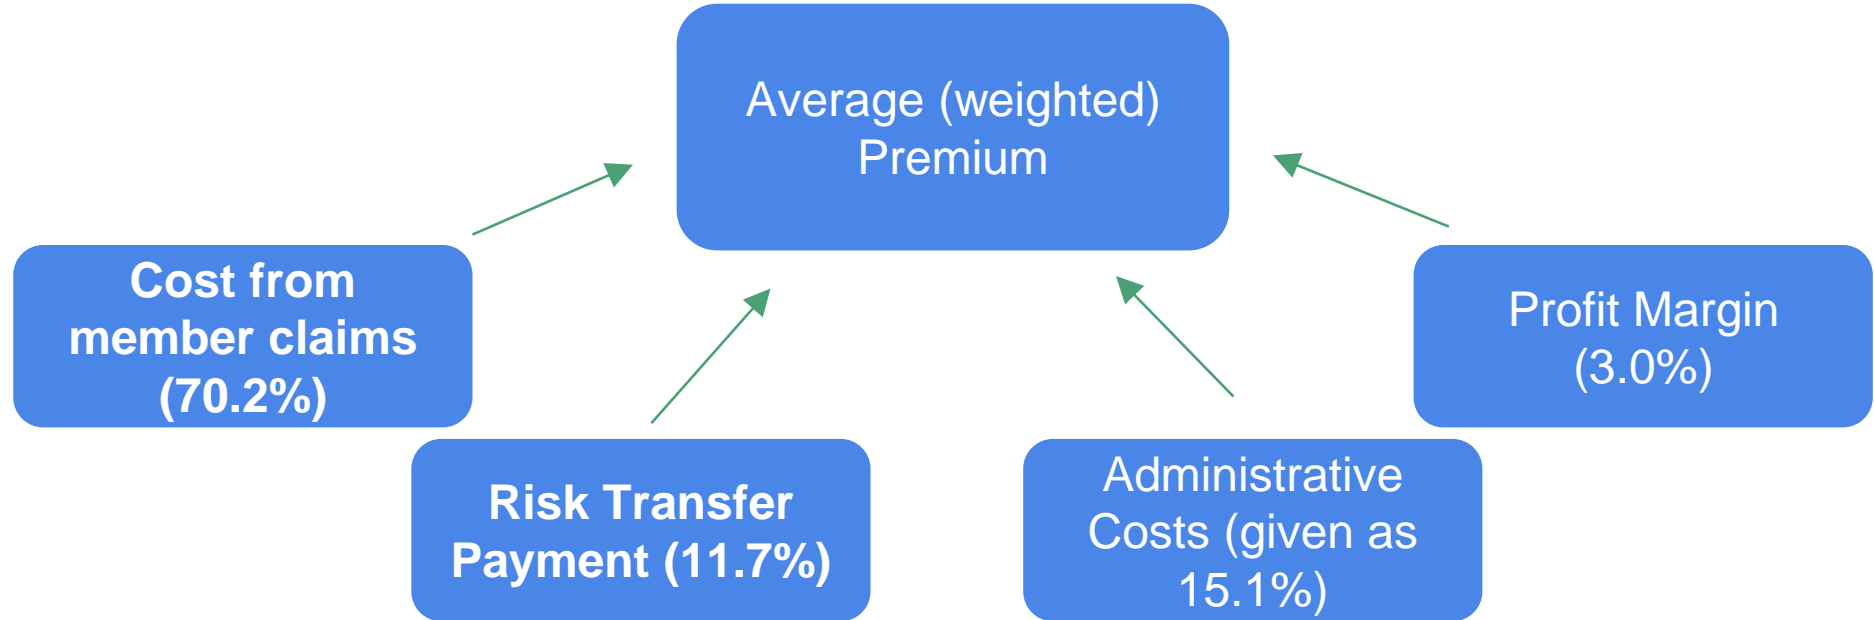 Average (weighted)
Premium
Cost from
member claims
(70.2%)
Risk Transfer
Payment (11.7%)
Administrative
Costs (given as
15.1%)
Profit Margin
(3.0%)